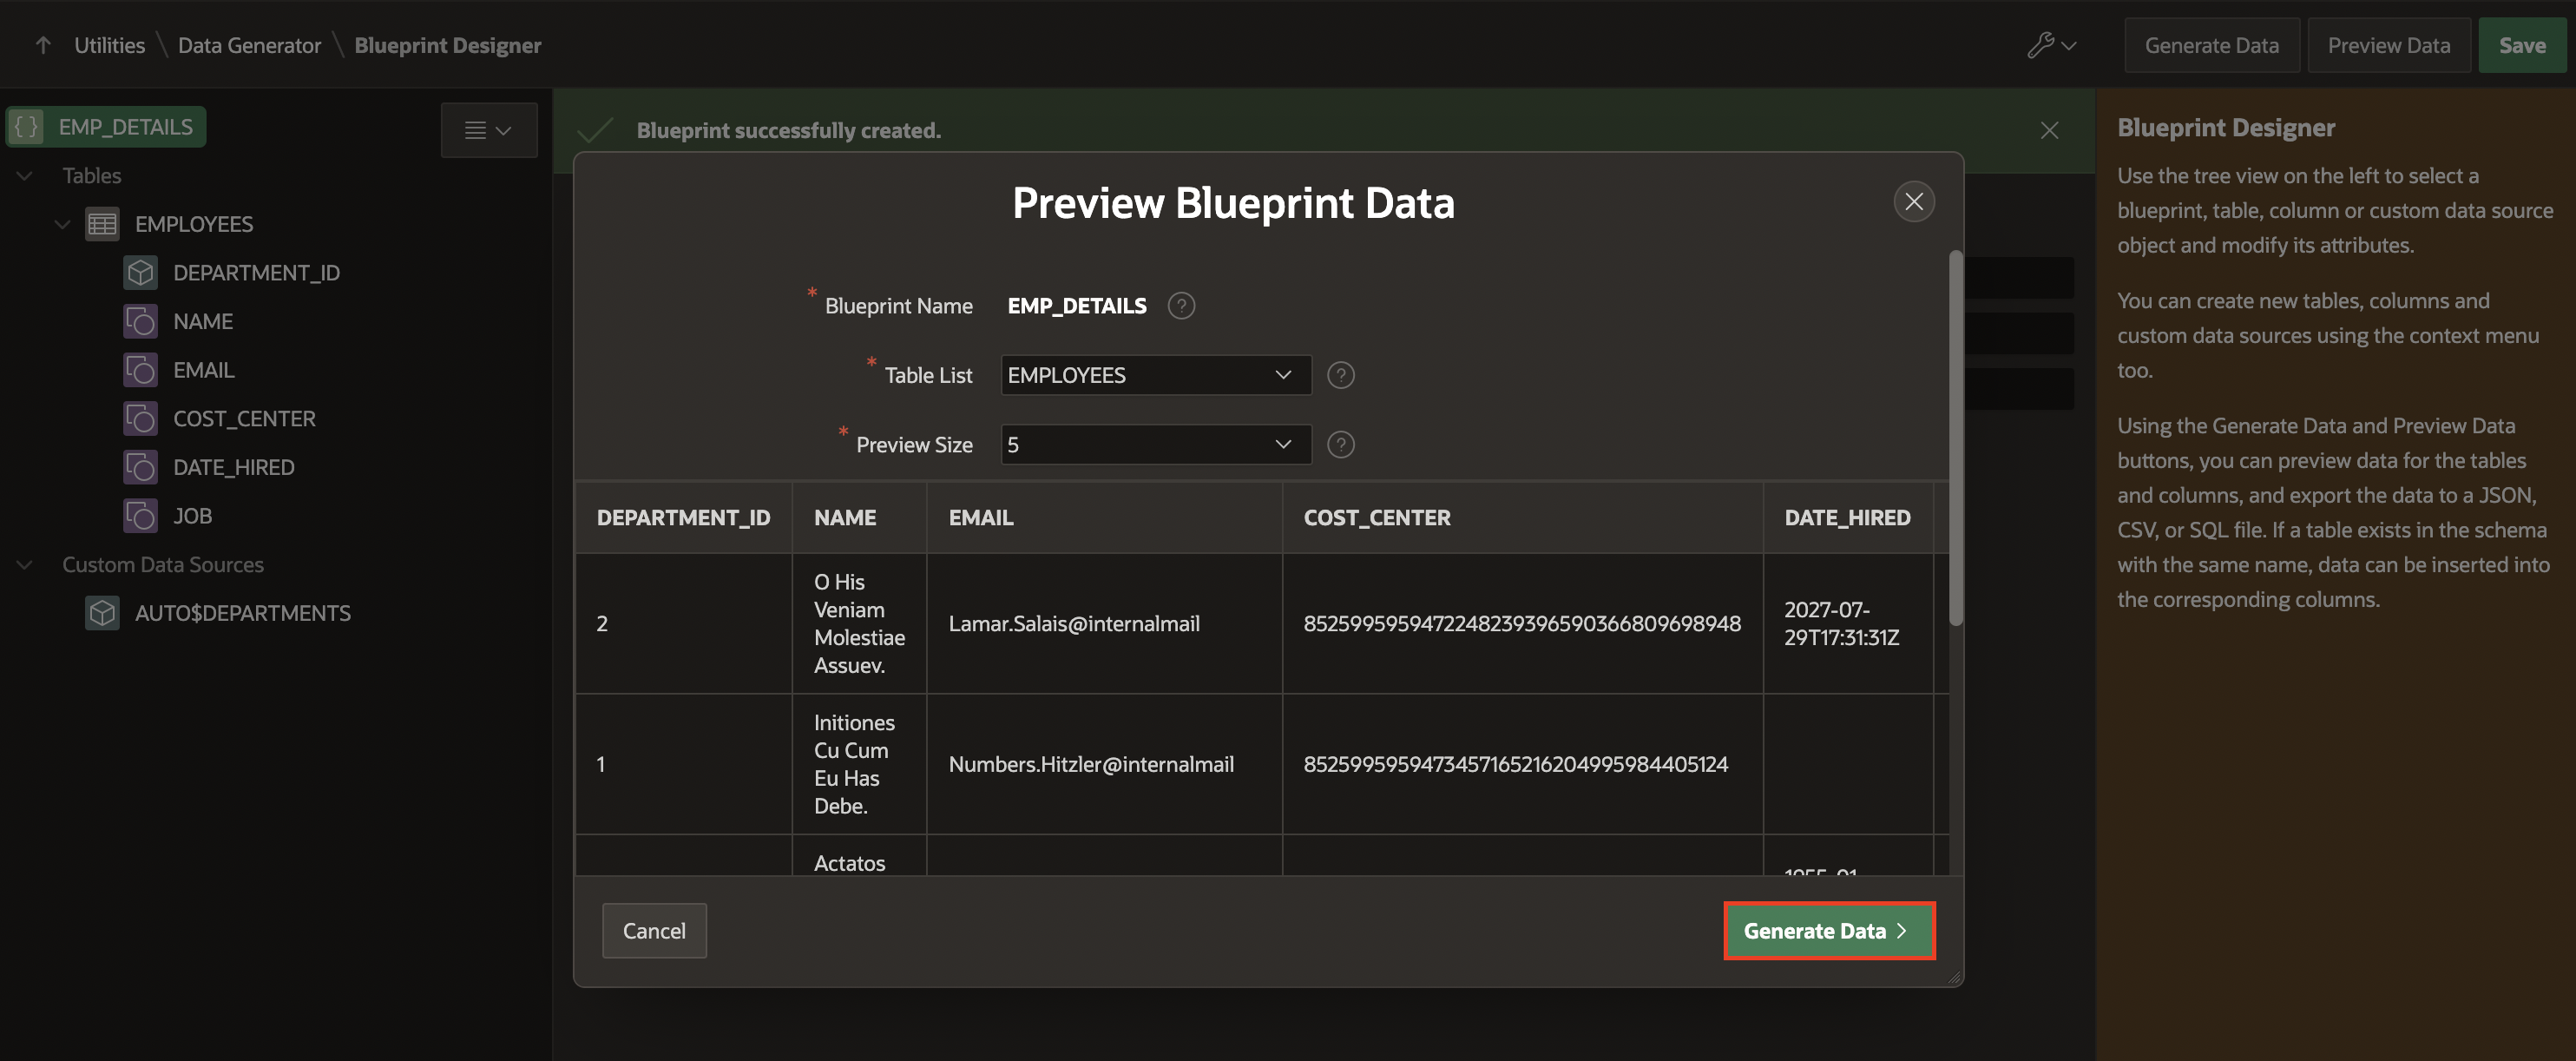 Utilities \ Data Generator \ Blueprint Designer
Generate Data
Preview Data
Save
EMP_DETAILS
Tables
EMPLOYEES
DEPARTMENT_ID
NAME
EMAIL
COST_CENTER
DATE_HIRED
JOB
Custom Data Sources
AUTO$DEPARTMENTS
Blueprint successfully created.
Preview Blueprint Data
* Blueprint Name EMP_DETAILS ?
* Table List EMPLOYEES ?
* Preview Size 5 ?
DEPARTMENT_ID NAME EMAIL COST_CENTER DATE_HIRED
2
O His
Veniam
Molestiae
Assuev.
Lamar.Salais@internalmail
85259959594722482393965903668096989​48
2027-07-
29T17:31:31Z
1
Initiones
Cu Cum
Eu Has
Debe.
Numbers.Hitzler@internalmail
8525995959473457165216204995984405124
Actatos
Cancel
Generate Data >
Blueprint Designer
Use the tree view on the left to select a
blueprint, table, column or custom data source
object and modify its attributes.
You can create new tables, columns and
custom data sources using the context menu
too.
Using the Generate Data and Preview Data
buttons, you can preview data for the tables
and columns, and export the data to a JSON,
CSV, or SQL file. If a table exists in the schema
with the same name, data can be inserted into
the corresponding columns.